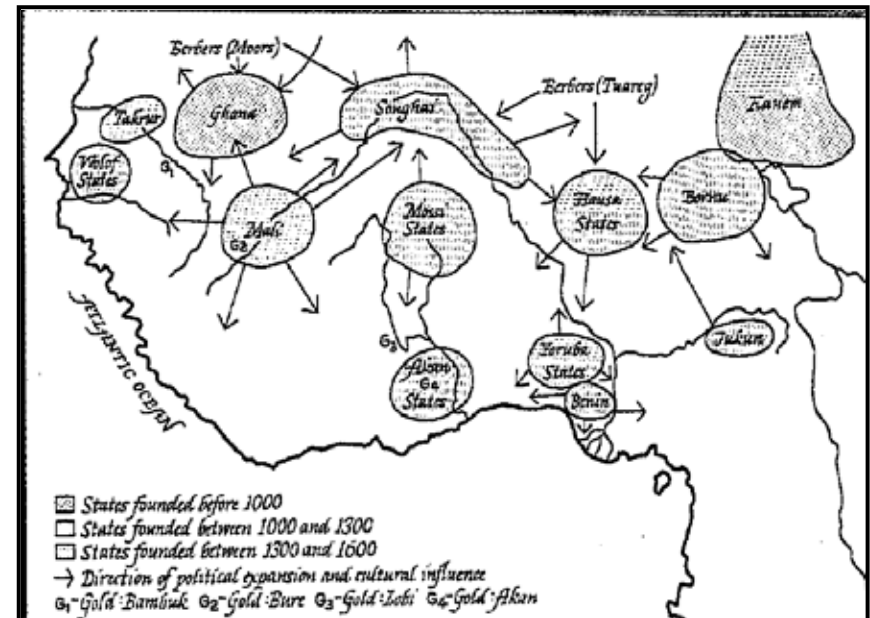 Berbers (Moors)
Berbers (Tuareg)
Takrur
Ghana
Songhai
Kanem
G1
Wolof
States
Mali
G2
Mossi
States
Hausa
States
Bornu
G3
Akan
G4
States
Yoruba
States
Benin
Jukun
ATLANTIC OCEAN
States founded before 1000
States founded between 1000 and 1300
States founded between 1300 and 1600
Direction of political expansion and cultural influence
G1-Gold:Bambuk G2-Gold:Bure G3-Gold:Lobi G4-Gold:Akan